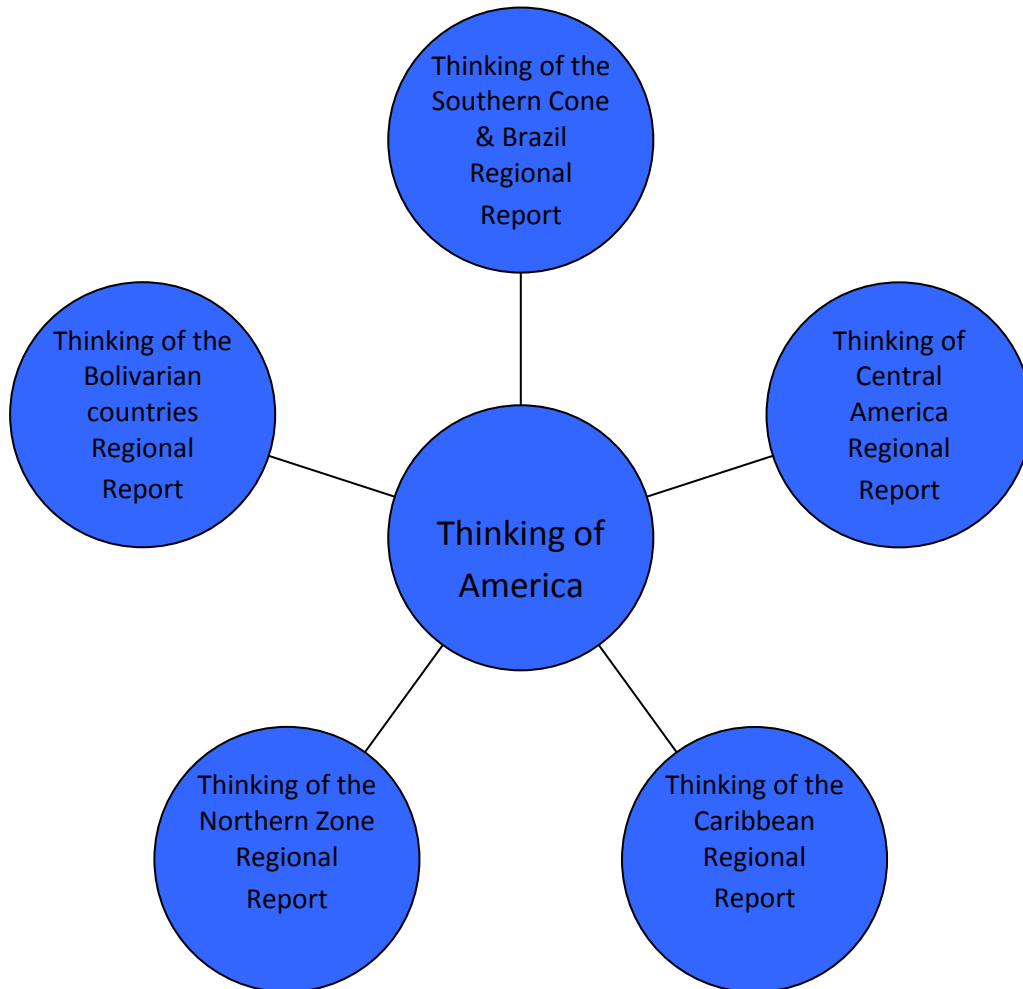 Thinking of the
Southern Cone
& Brazil
Regional
Report
Thinking of the
Bolivarian
countries
Regional
Report
Thinking of
Central
America
Regional
Report
Thinking of
America
Thinking of the
Northern Zone
Regional
Report
Thinking of the
Caribbean
Regional
Report